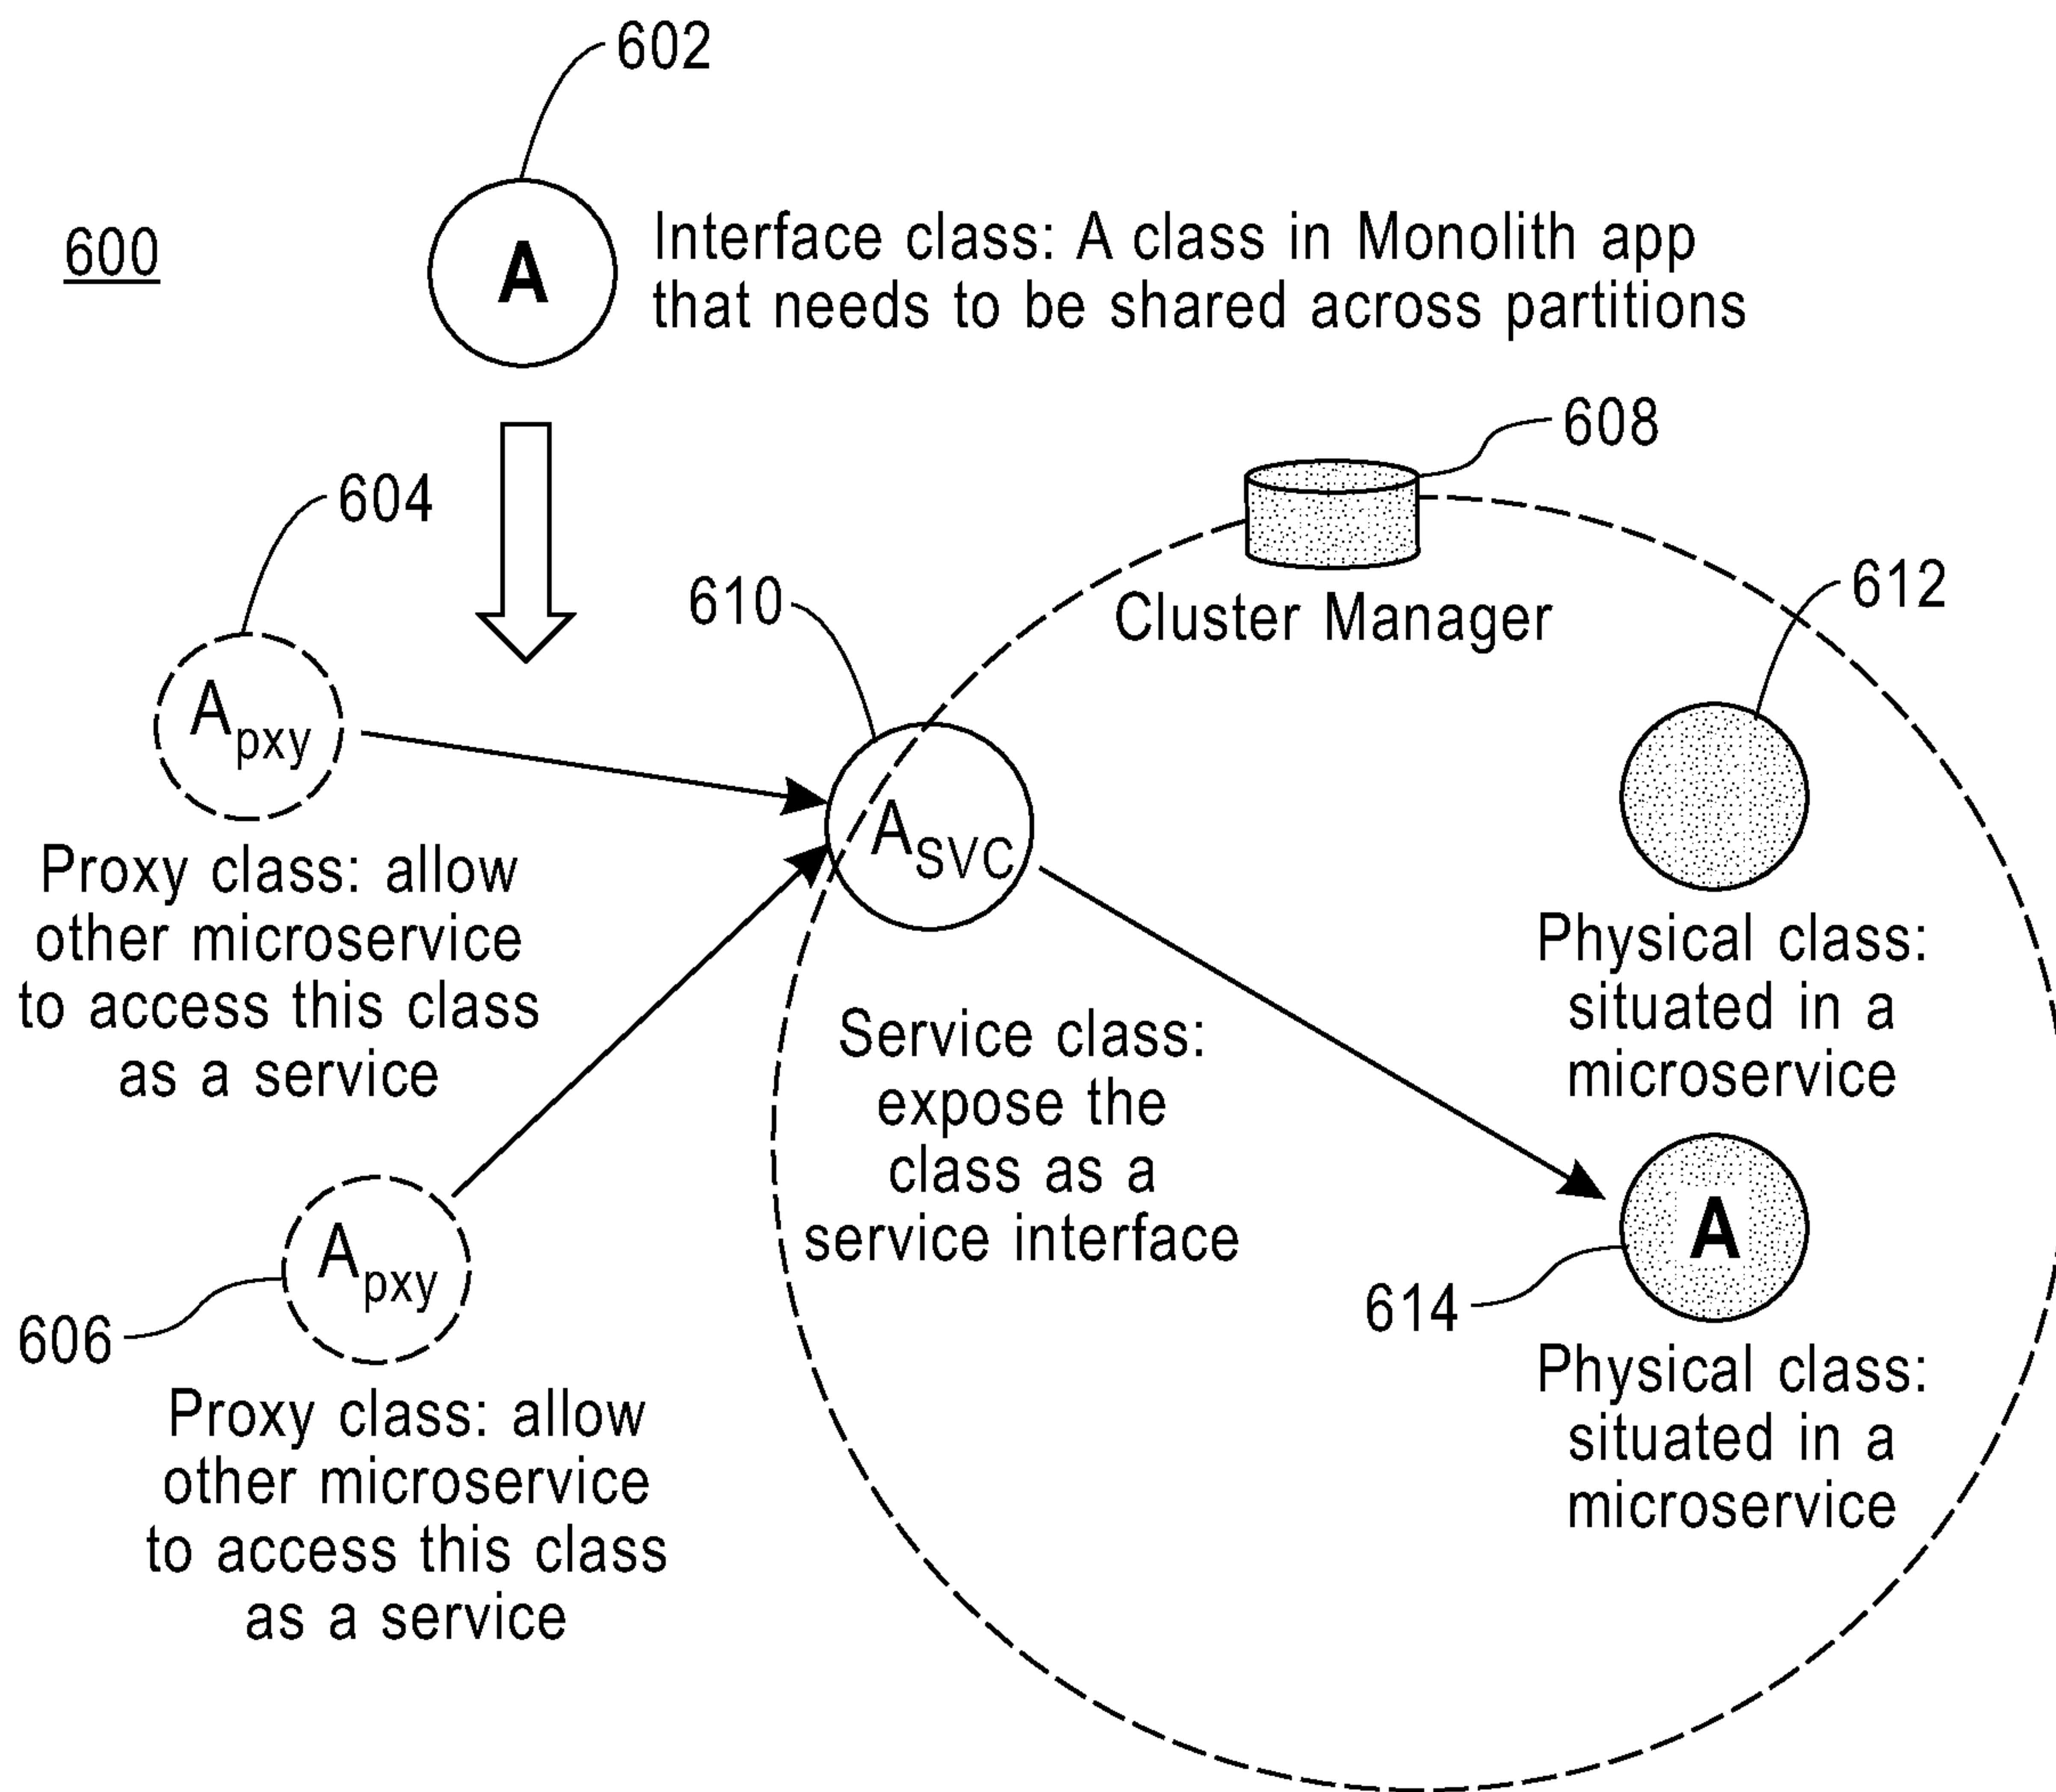 602
600
A
Interface class: A class in Monolith app
that needs to be shared across partitions
608
604
610
Cluster Manager
612
Apxy
ASVC
Proxy class: allow
other microservice
to access this class
as a service
Service class:
expose the
class as a
service interface
Physical class:
situated in a
microservice
Apxy
606
Proxy class: allow
other microservice
to access this class
as a service
A
614
Physical class:
situated in a
microservice